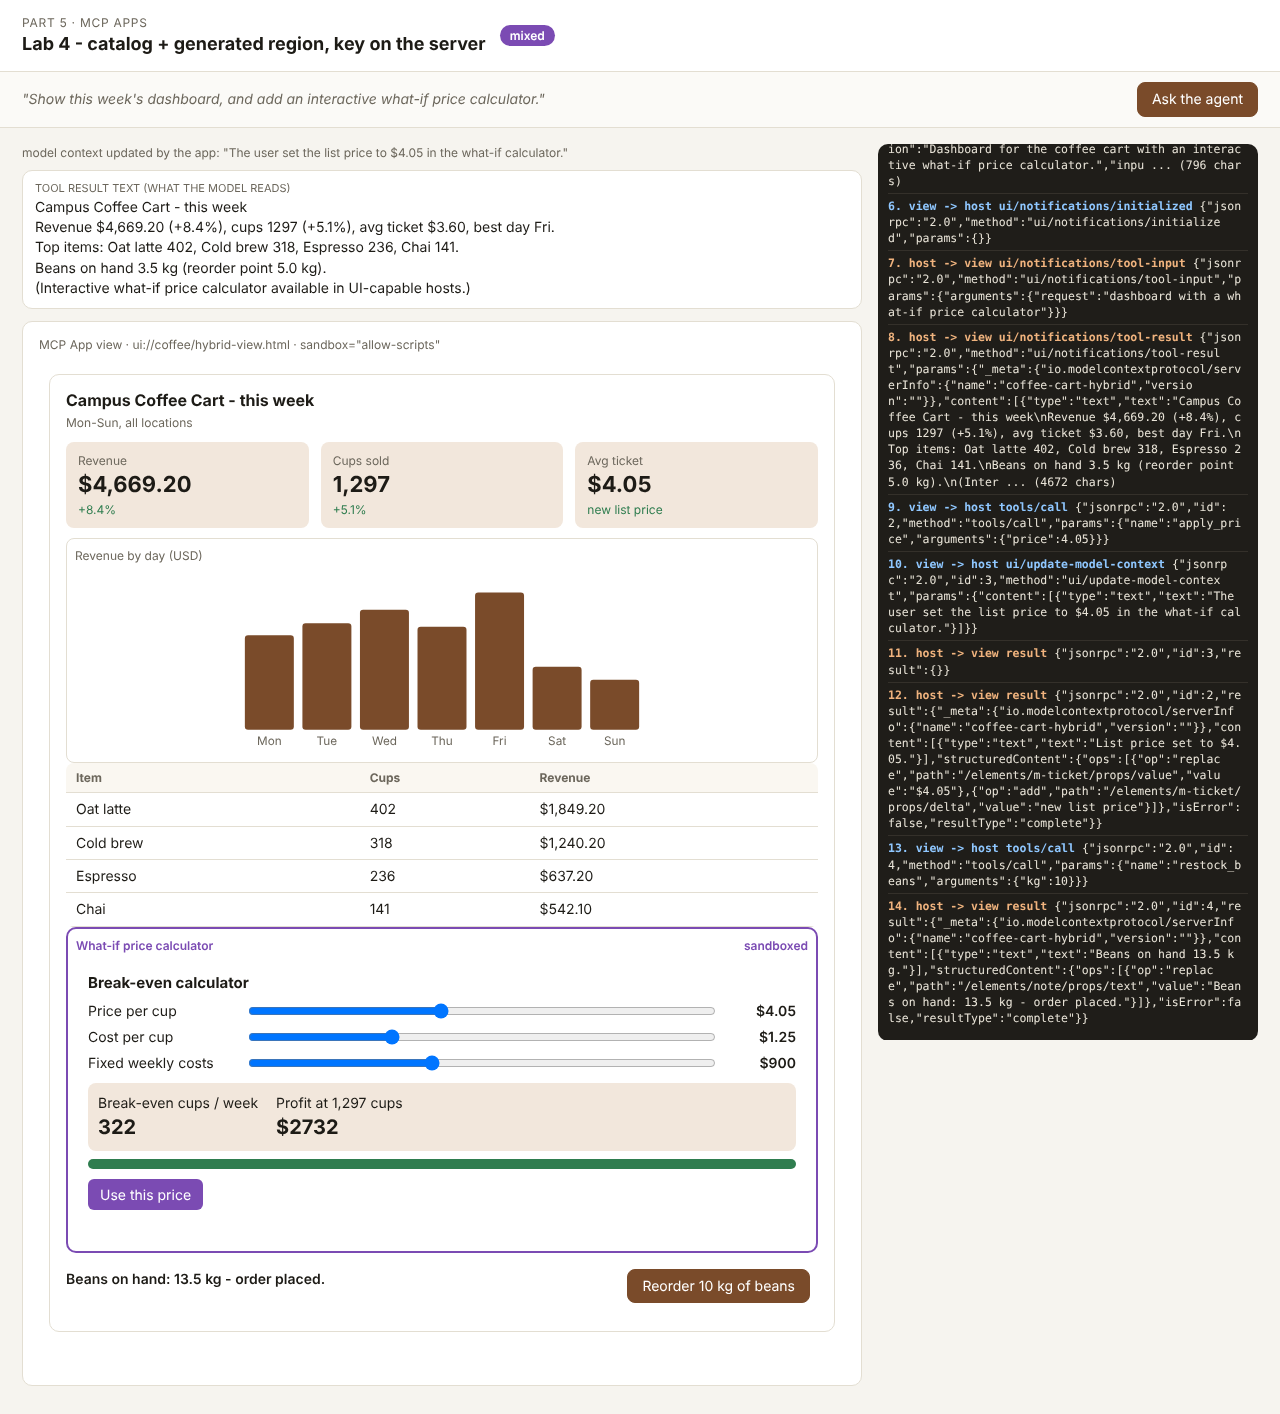 PART 5 · MCP APPS
Lab 4 - catalog + generated region, key on the server
mixed
"Show this week's dashboard, and add an interactive what-if price calculator."
Ask the agent
model context updated by the app: "The user set the list price to $4.05 in the what-if calculator."
TOOL RESULT TEXT (WHAT THE MODEL READS)
Campus Coffee Cart - this week
Revenue $4,669.20 (+8.4%), cups 1297 (+5.1%), avg ticket $3.60, best day Fri.
Top items: Oat latte 402, Cold brew 318, Espresso 236, Chai 141.
Beans on hand 3.5 kg (reorder point 5.0 kg).
(Interactive what-if price calculator available in UI-capable hosts.)
MCP App view · ui://coffee/hybrid-view.html · sandbox="allow-scripts"
Campus Coffee Cart - this week
Mon-Sun, all locations
Revenue
$4,669.20
+8.4%
Cups sold
1,297
+5.1%
Avg ticket
$4.05
new list price
Revenue by day (USD)
Mon Tue Wed Thu Fri Sat Sun
Item Cups Revenue
Oat latte 402 $1,849.20
Cold brew 318 $1,240.20
Espresso 236 $637.20
Chai 141 $542.10
What-if price calculator sandboxed
Break-even calculator
Price per cup $4.05
Cost per cup $1.25
Fixed weekly costs $900
Break-even cups / week
322
Profit at 1,297 cups
$2732
Use this price
Beans on hand: 13.5 kg - order placed.
Reorder 10 kg of beans
ion":"Dashboard for the coffee cart with an interac
tive what-if price calculator.","inpu ... (796 char
s)
6. view -> host ui/notifications/initialized {"json
rpc":"2.0","method":"ui/notifications/initialize
d","params":{}}
7. host -> view ui/notifications/tool-input {"jsonr
pc":"2.0","method":"ui/notifications/tool-input","p
arams":{"arguments":{"request":"dashboard with a wh
at-if price calculator"}}}
8. host -> view ui/notifications/tool-result {"json
rpc":"2.0","method":"ui/notifications/tool-resul
t","params":{"_meta":{"io.modelcontextprotocol/serv
erInfo":{"name":"coffee-cart-hybrid","versio
n":""}},"content":[{"type":"text","text":"Campus Co
ffee Cart - this week\nRevenue $4,669.20 (+8.4%), c
ups 1297 (+5.1%), avg ticket $3.60, best day Fri.\n
Top items: Oat latte 402, Cold brew 318, Espresso 2
36, Chai 141.\nBeans on hand 3.5 kg (reorder point 
5.0 kg).\n(Inter ... (4672 chars)
9. view -> host tools/call {"jsonrpc":"2.0","id":
2,"method":"tools/call","params":{"name":"apply_pri
ce","arguments":{"price":4.05}}}
10. view -> host ui/update-model-context {"jsonrp
c":"2.0","id":3,"method":"ui/update-model-contex
t","params":{"content":[{"type":"text","text":"The 
user set the list price to $4.05 in the what-if cal
culator."}]}}
11. host -> view result {"jsonrpc":"2.0","id":3,"re
sult":{}}
12. host -> view result {"jsonrpc":"2.0","id":2,"re
sult":{"_meta":{"io.modelcontextprotocol/serverInf
o":{"name":"coffee-cart-hybrid","version":""}},"con
tent":[{"type":"text","text":"List price set to $4.
05."}],"structuredContent":{"ops":[{"op":"replac
e","path":"/elements/m-ticket/props/value","valu
e":"$4.05"},{"op":"add","path":"/elements/m-ticket/
props/delta","value":"new list price"}]},"isError":
false,"resultType":"complete"}}
13. view -> host tools/call {"jsonrpc":"2.0","id":
4,"method":"tools/call","params":{"name":"restock_b
eans","arguments":{"kg":10}}}
14. host -> view result {"jsonrpc":"2.0","id":4,"re
sult":{"_meta":{"io.modelcontextprotocol/serverInf
o":{"name":"coffee-cart-hybrid","version":""}},"con
tent":[{"type":"text","text":"Beans on hand 13.5 k
g."}],"structuredContent":{"ops":[{"op":"replac
e","path":"/elements/note/props/text","value":"Bean
s on hand: 13.5 kg - order placed."}]},"isError":fa
lse,"resultType":"complete"}}